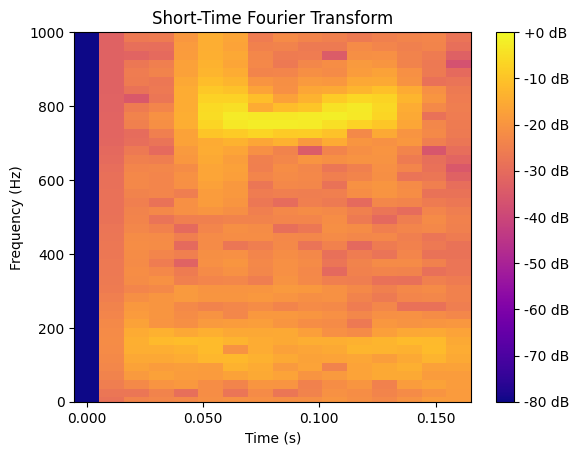 Short-Time Fourier Transform
Frequency (Hz)
1000
800
600
400
200
0
0.000
0.050
0.100
0.150
Time (s)
+0 dB
-10 dB
-20 dB
-30 dB
-40 dB
-50 dB
-60 dB
-70 dB
-80 dB